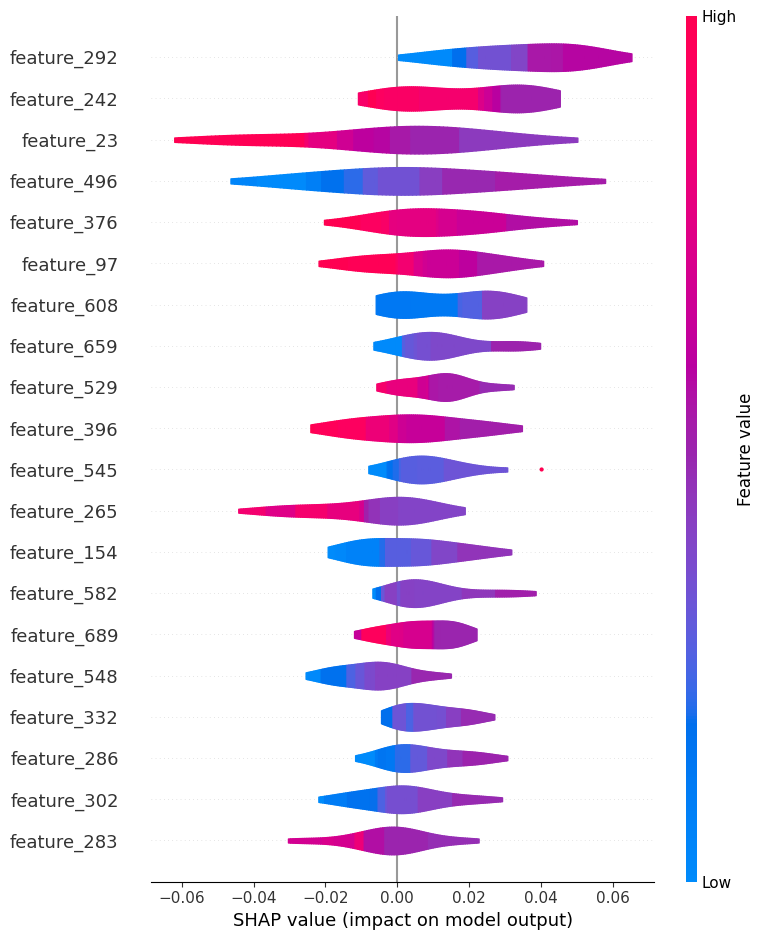 High
feature_292
feature_242
feature_23
feature_496
feature_376
feature_97
feature_608
feature_659
feature_529
feature_396
feature_545
feature_265
feature_154
feature_582
feature_689
feature_548
feature_332
feature_286
feature_302
feature_283
Feature value
Low
−0.06 −0.04 −0.02 0.00 0.02 0.04 0.06
SHAP value (impact on model output)